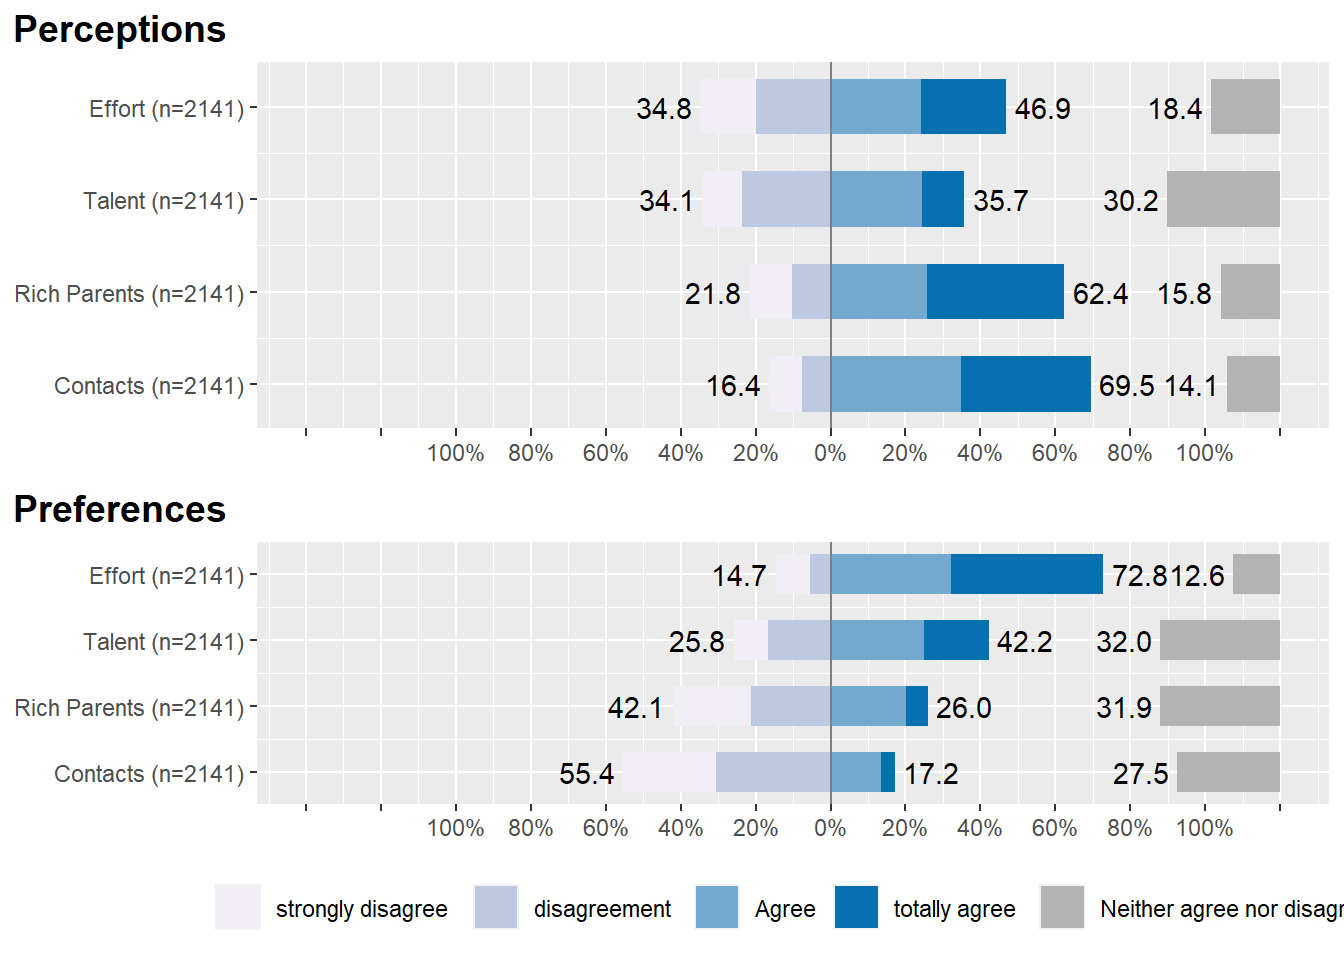 Perceptions
Effort (n=2141) 34.8 46.9 18.4
Talent (n=2141) 34.1 35.7 30.2
Rich Parents (n=2141) 21.8 62.4 15.8
Contacts (n=2141) 16.4 69.5 14.1
100% 80% 60% 40% 20% 0% 20% 40% 60% 80% 100%
Preferences
Effort (n=2141) 14.7 72.8 12.6
Talent (n=2141) 25.8 42.2 32.0
Rich Parents (n=2141) 42.1 26.0 31.9
Contacts (n=2141) 55.4 17.2 27.5
100% 80% 60% 40% 20% 0% 20% 40% 60% 80% 100%
strongly disagree disagreement Agree totally agree Neither agree nor disagr